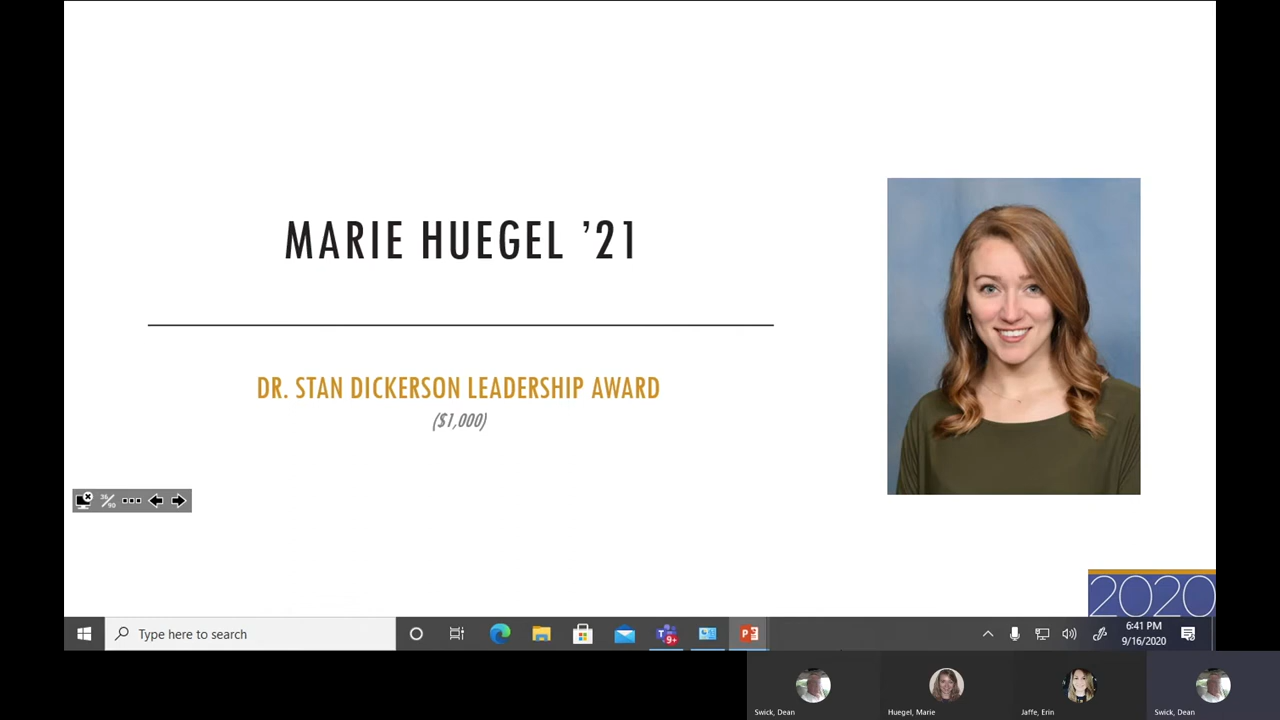 MARIE HUEGEL ’21
DR. STAN DICKERSON LEADERSHIP AWARD
($1,000)
2020
Type here to search
9+
6:41 PM
9/16/2020
Swick, Dean
Huegel, Marie
Jaffe, Erin
Swick, Dean